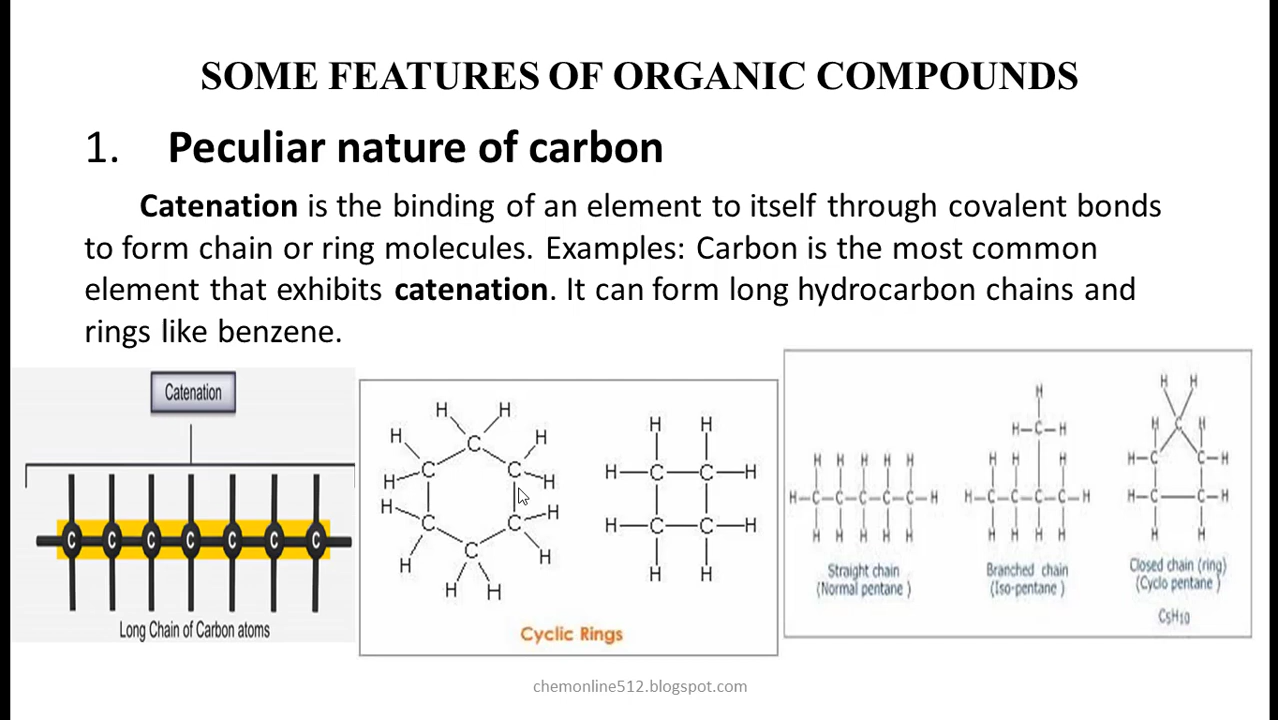 SOME FEATURES OF ORGANIC COMPOUNDS
1. Peculiar nature of carbon
Catenation is the binding of an element to itself through covalent bonds
to form chain or ring molecules. Examples: Carbon is the most common
element that exhibits catenation. It can form long hydrocarbon chains and
rings like benzene.
Catenation
C C C C C C C
Long Chain of Carbon atoms
H H
H C H
C C
H H
H H
C C
H C H
H H
H H
H—C—C—H
H—C—C—H
H H
Cyclic Rings
H H H H H
H—C—C—C—C—C—H
H H H H H
Straight chain
(Normal pentane )
H
H—C—H
H H H
H—C—C—C—C—H
H H H H
Branched chain
(Iso-pentane )
H H
H C H
H—C C—H
H—C—C—H
H H
Closed chain (ring)
(Cyclo pentane )
C5H10
chemonline512.blogspot.com